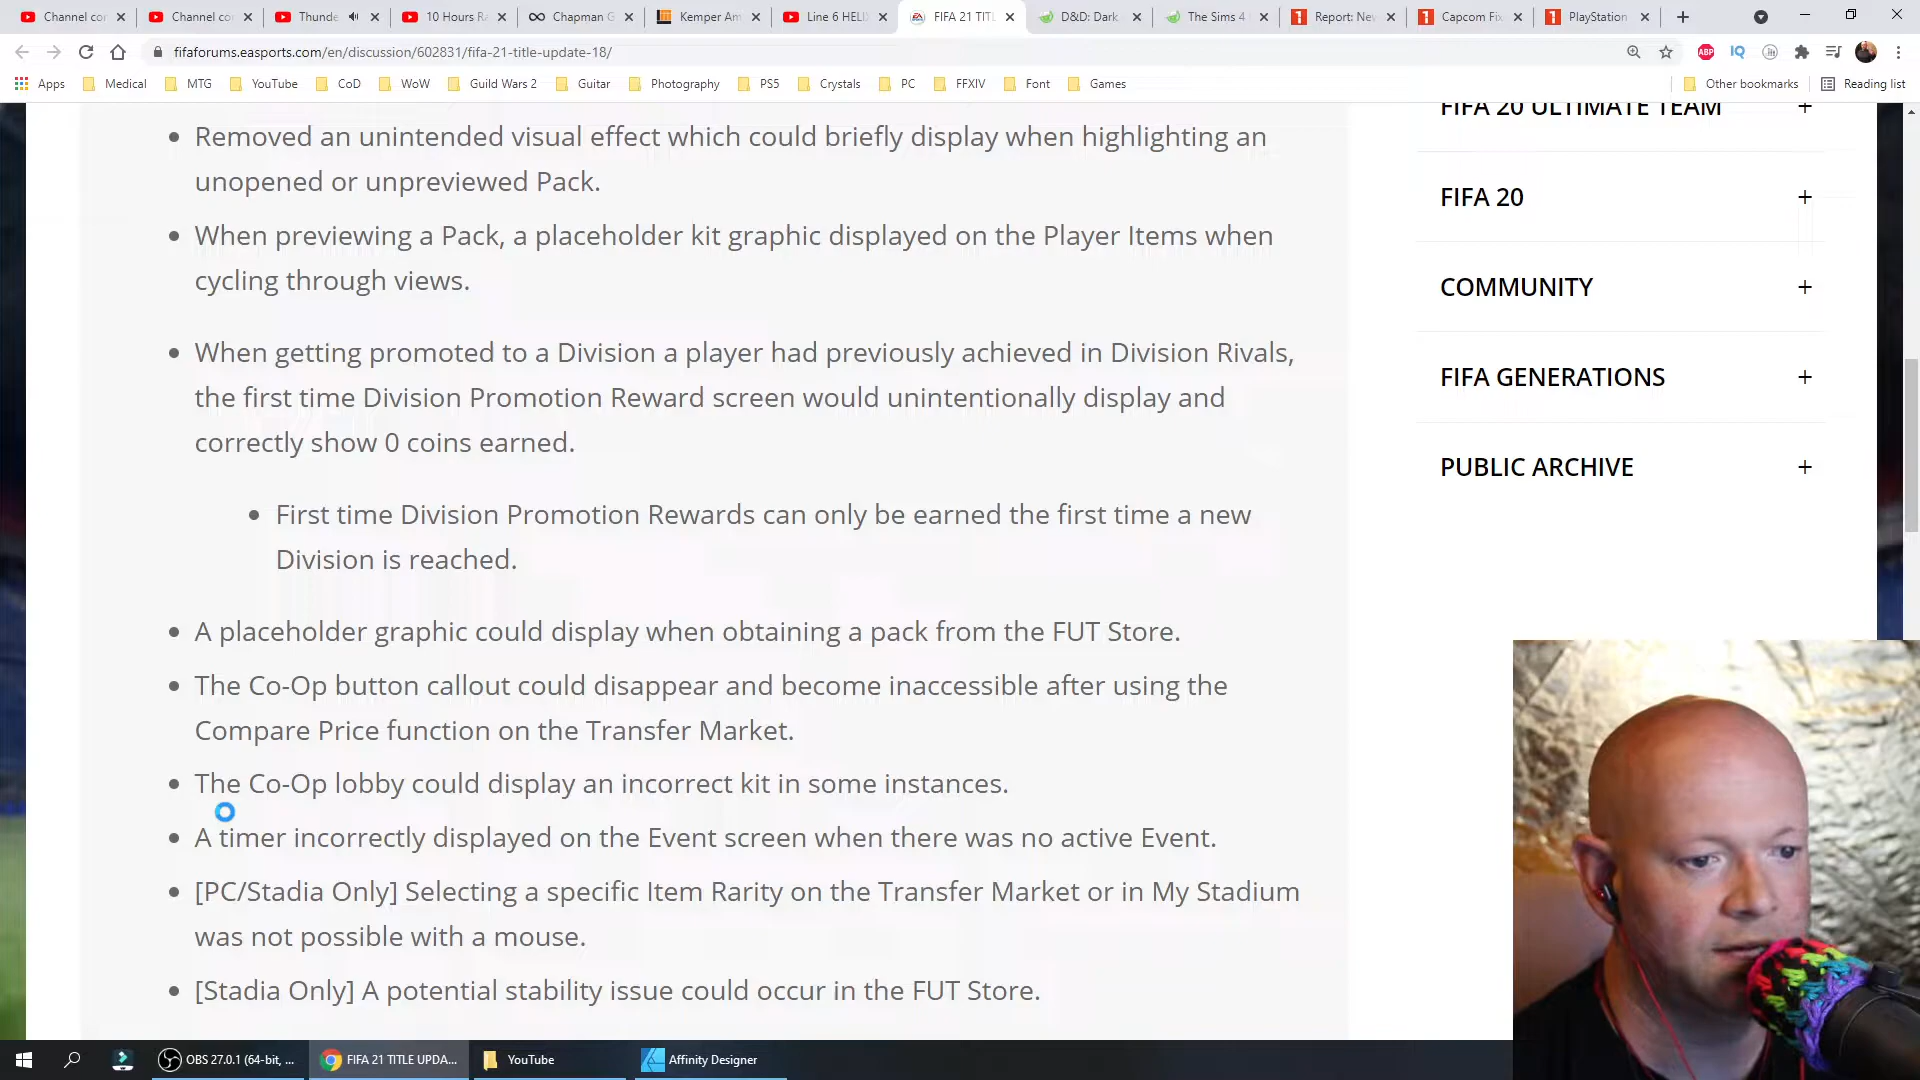 Channel co
Channel co
Thunde
10 Hours R
Chapman G
Kemper Am
Line 6 HELI
FIFA 21 TITL
D&D: Dark
The Sims 4
Report: Nev
Capcom Fix
PlayStation
fifaforums.easports.com/en/discussion/602831/fifa-21-title-update-18/
Apps
Medical
MTG
YouTube
CoD
WoW
Guild Wars 2
Guitar
Photography
PS5
Crystals
PC
FFXIV
Font
Games
Other bookmarks
Reading list
Removed an unintended visual effect which could briefly display when highlighting an
unopened or unpreviewed Pack.
When previewing a Pack, a placeholder kit graphic displayed on the Player Items when
cycling through views.
When getting promoted to a Division a player had previously achieved in Division Rivals,
the first time Division Promotion Reward screen would unintentionally display and
correctly show 0 coins earned.
First time Division Promotion Rewards can only be earned the first time a new
Division is reached.
A placeholder graphic could display when obtaining a pack from the FUT Store.
The Co-Op button callout could disappear and become inaccessible after using the
Compare Price function on the Transfer Market.
The Co-Op lobby could display an incorrect kit in some instances.
A timer incorrectly displayed on the Event screen when there was no active Event.
[PC/Stadia Only] Selecting a specific Item Rarity on the Transfer Market or in My Stadium
was not possible with a mouse.
[Stadia Only] A potential stability issue could occur in the FUT Store.
FIFA 20 ULTIMATE TEAM
FIFA 20
COMMUNITY
FIFA GENERATIONS
PUBLIC ARCHIVE
OBS 27.0.1 (64-bit, ...
FIFA 21 TITLE UPDA...
YouTube
Affinity Designer